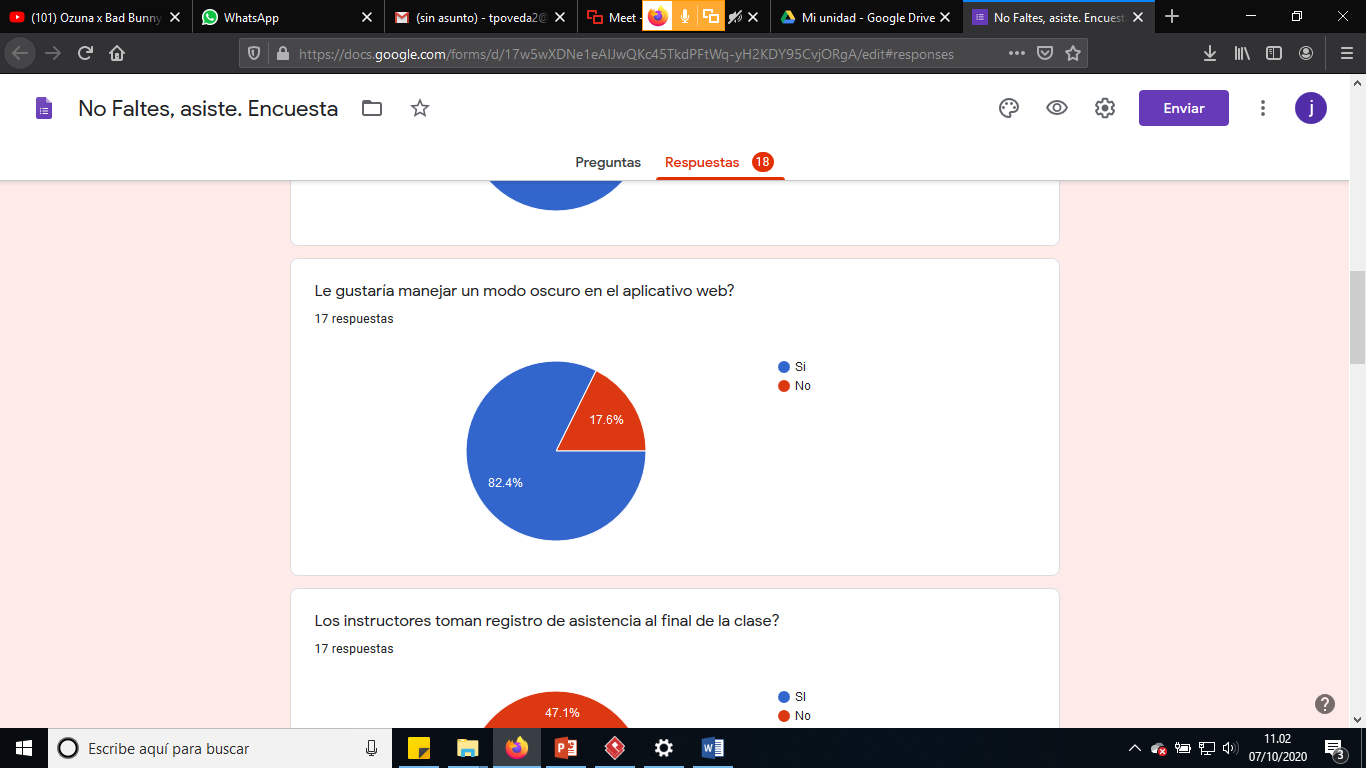 (101) Ozuna x Bad Bunny
WhatsApp
(sin asunto) - tpoveda2@
Meet -
Mi unidad - Google Drive
No Faltes, asiste. Encuest
https://docs.google.com/forms/d/17w5wXDNe1eAIJwQKc45TkdPFtWq-yH2KDY95CvjORgA/edit#responses
No Faltes, asiste. Encuesta
Enviar
j
Preguntas
Respuestas
18
Le gustaría manejar un modo oscuro en el aplicativo web?
17 respuestas
Si
No
17.6%
82.4%
Los instructores toman registro de asistencia al final de la clase?
17 respuestas
SI
No
47.1%
Escribe aquí para buscar
11.02
07/10/2020
3